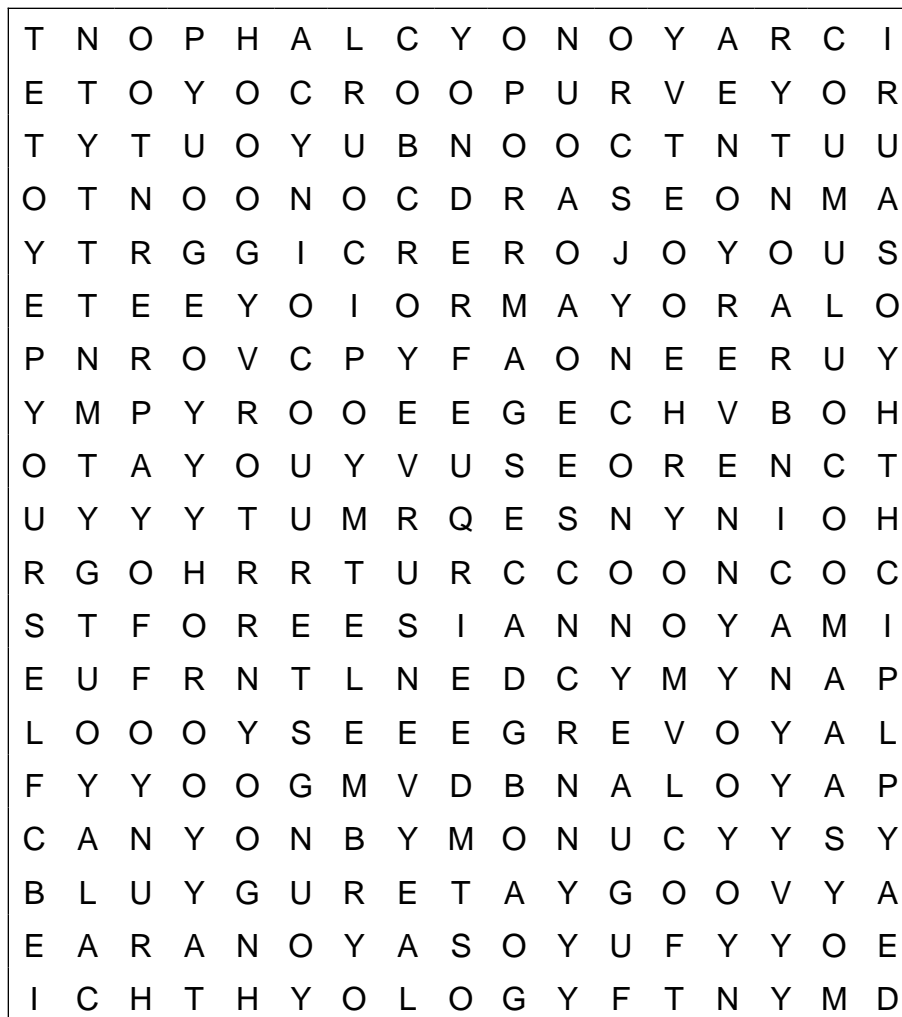 T N O P H A L C Y O N O Y A R C I
E T O Y O C R O O P U R V E Y O R
T Y T U O Y U B N O O C T N T U U
O T N O O N O C D R A S E O N M A
Y T R G G I C R E R O J O Y O U S
E T E E Y O I O R M A Y O R A L O
P N R O V C P Y F A O N E E R U Y
Y M P Y R O O E E G E C H V B O H
O T A Y O U Y V U S E O R E N C T
U Y Y Y T U M R Q E S N Y N I O H
R G O H R R T U R C C O O N C O C
S T F O R E E S I A N N O Y A M I
E U F R N T L N E D C Y M Y N A P
L O O O Y S E E E G R E V O Y A L
F Y Y O O G M V D B N A L O Y A P
C A N Y O N B Y M O N U C Y Y S Y
B L U Y G U R E T A Y G O O V Y A
E A R A N O Y A S O Y U F Y Y O E
I C H T H Y O L O G Y F T N Y M D